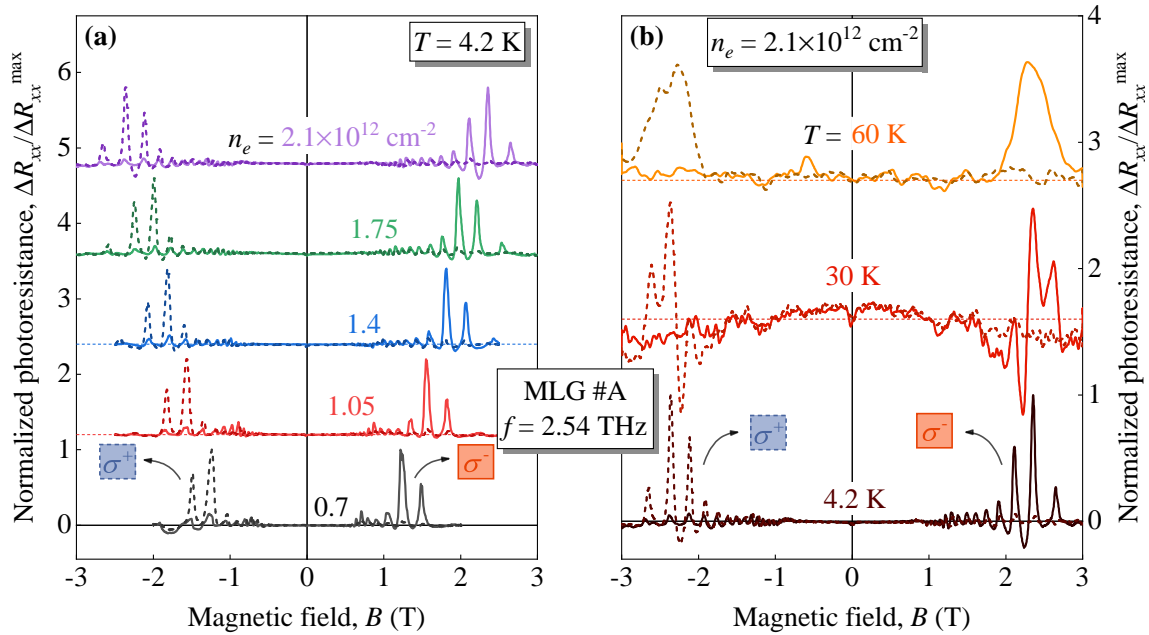 (a)
T = 4.2 K
n_e = 2.1×10^12 cm^-2
1.75
1.4
1.05
0.7
σ^+
σ^-
6
5
4
3
2
1
0
-3 -2 -1 0 1 2 3
Magnetic field, B (T)
Normalized photoresistance, ΔR_xx/ΔR_xx^max
MLG #A
f = 2.54 THz
(b)
n_e = 2.1×10^12 cm^-2
T = 60 K
30 K
4.2 K
σ^+
σ^-
4
3
2
1
0
-3 -2 -1 0 1 2 3
Magnetic field, B (T)
Normalized photoresistance, ΔR_xx/ΔR_xx^max